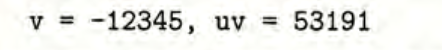 v = -12345, uv = 53191